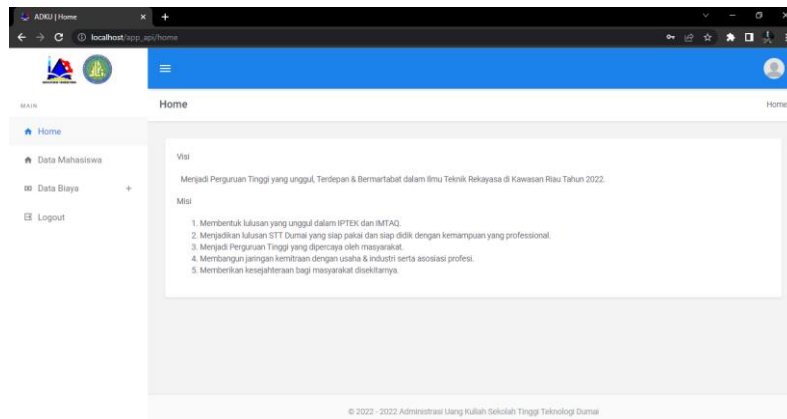 ADKU | Home
localhost/app_api/home
MAIN
Home
Home
Home
Data Mahasiswa
Data Biaya +
Logout
Visi
Menjadi Perguruan Tinggi yang unggul, Terdepan & Bermartabat dalam Ilmu Teknik Rekayasa di Kawasan Riau Tahun 2022.
Misi
1. Membentuk lulusan yang unggul dalam IPTEK dan IMTAQ.
2. Menjadikan lulusan STT Dumai yang siap pakai dan siap didik dengan kemampuan yang professional.
3. Menjadi Perguruan Tinggi yang dipercaya oleh masyarakat.
4. Membangun jaringan kemitraan dengan usaha & industri serta asosiasi profesi.
5. Memberikan kesejahteraan bagi masyarakat disekitarnya.
© 2022 - 2022 Administrasi Uang Kuliah Sekolah Tinggi Teknologi Dumai